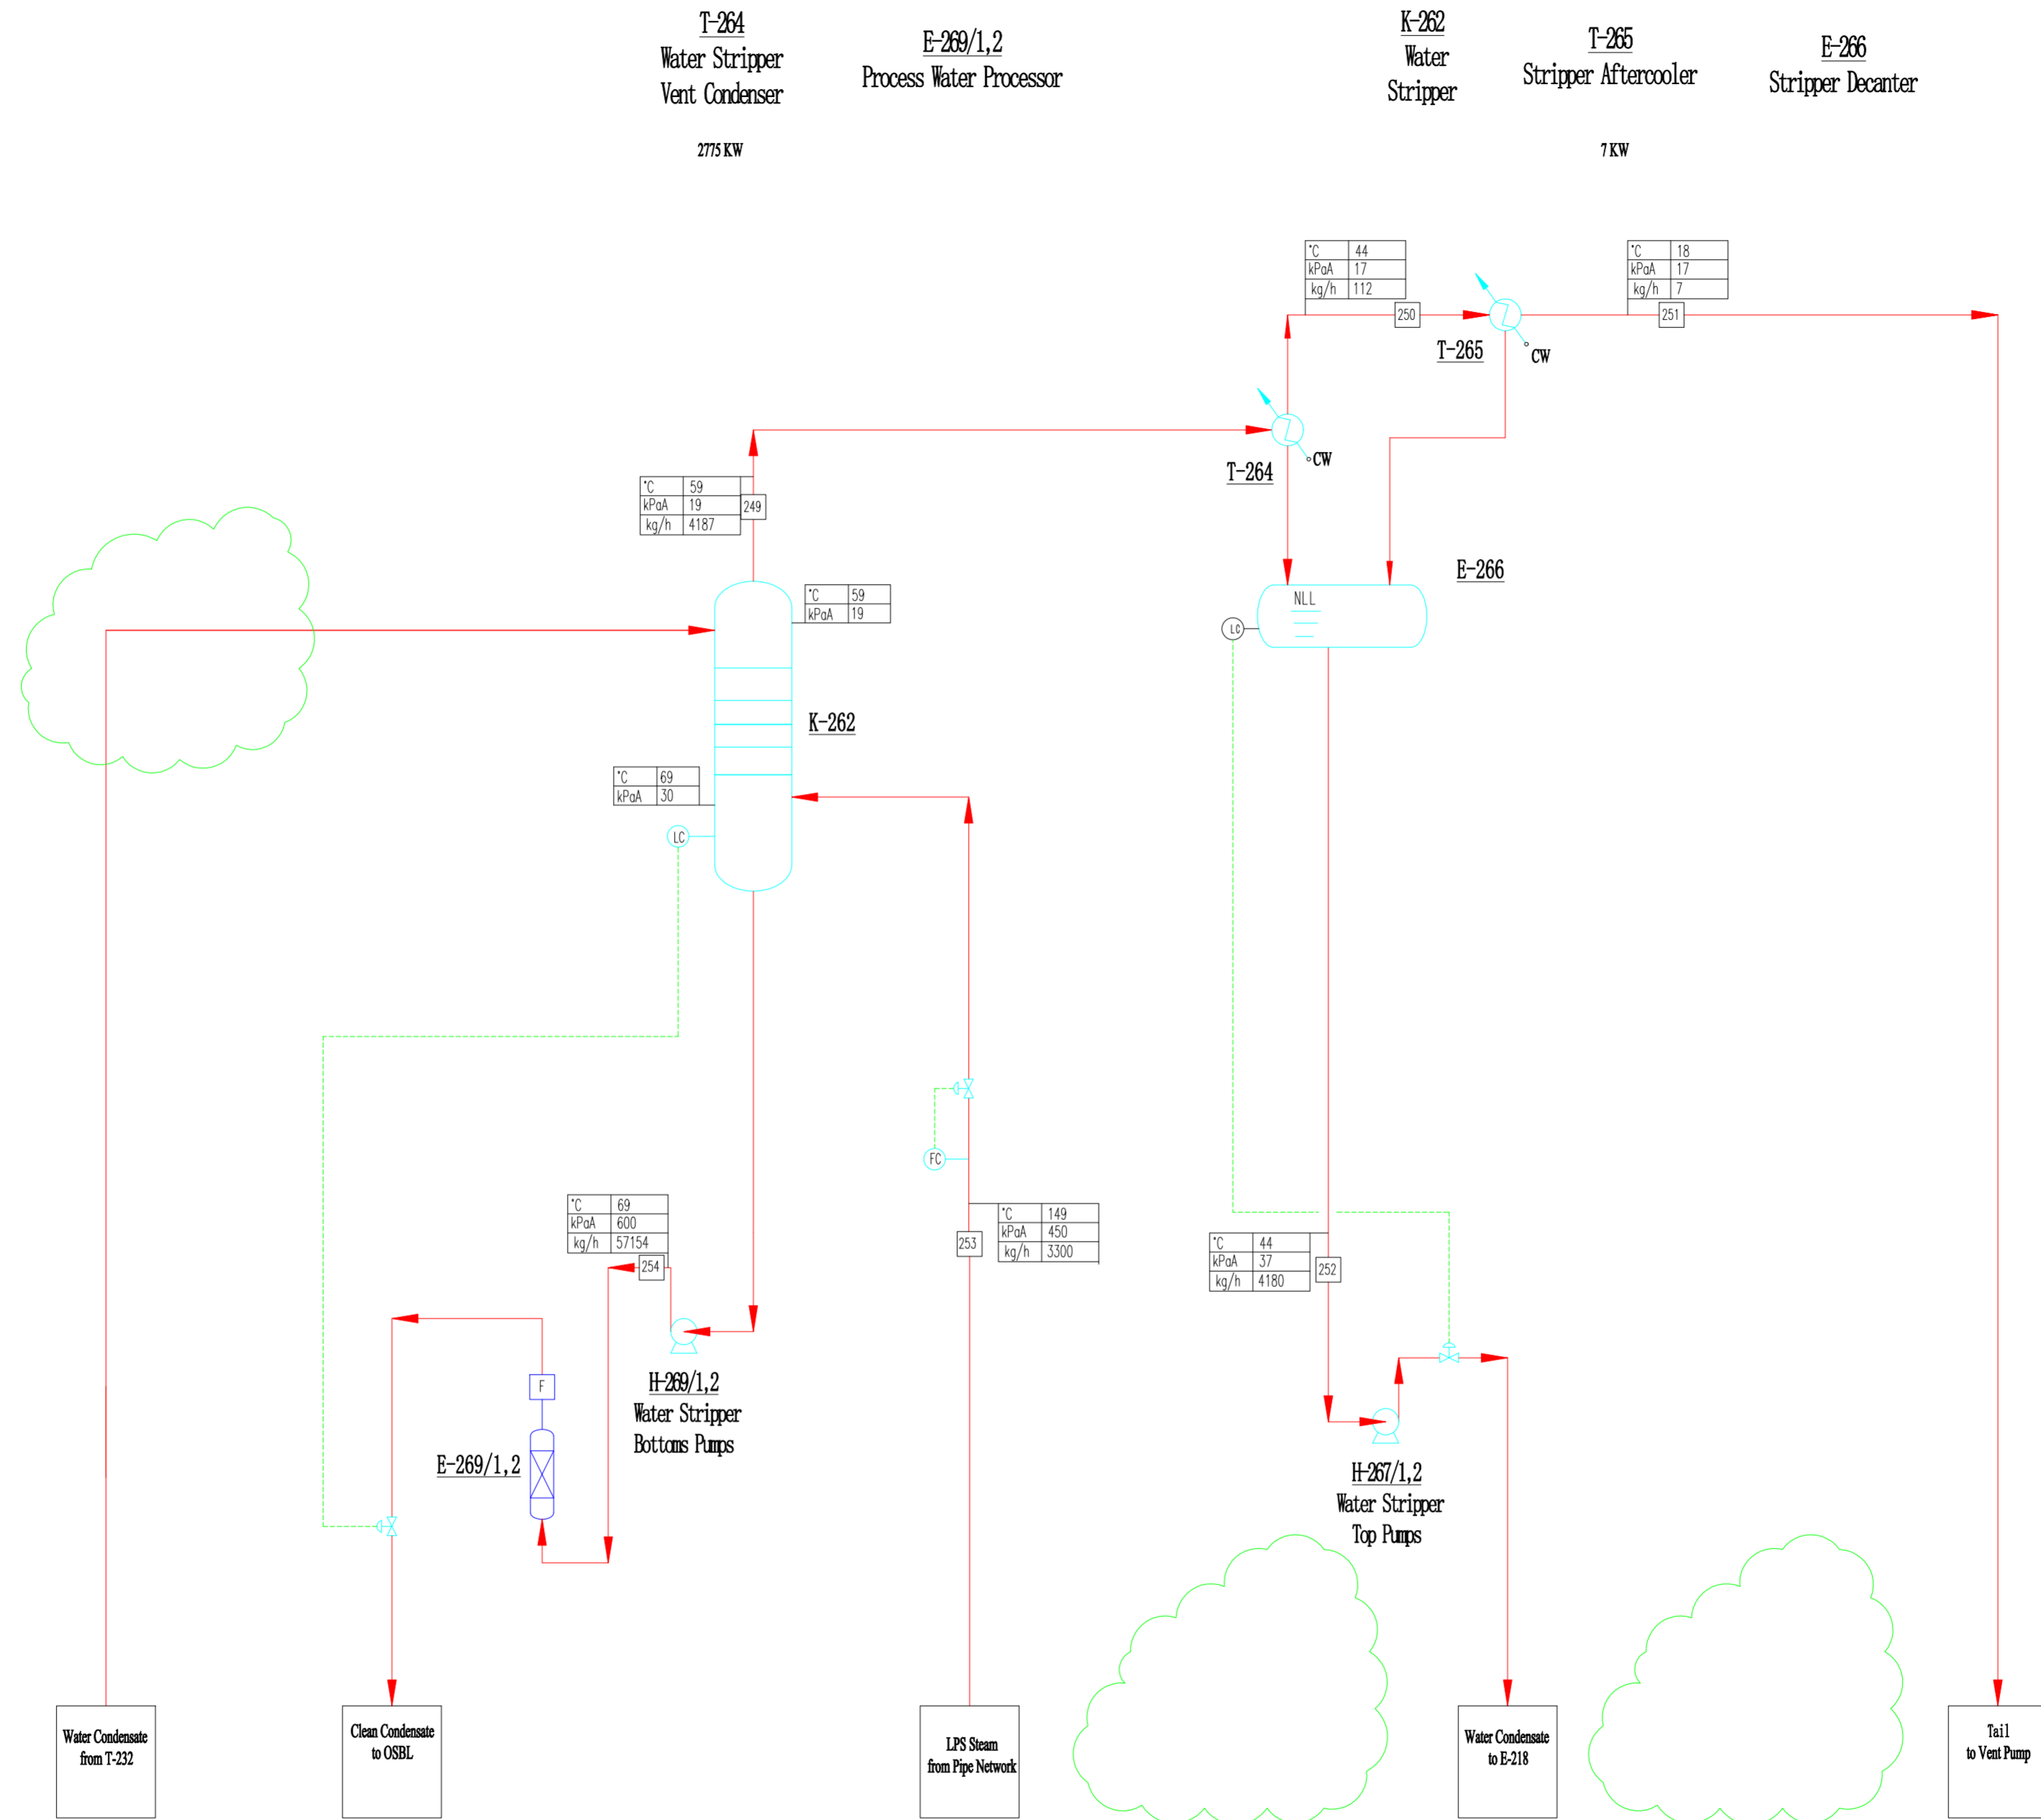 T-264
Water Stripper
Vent Condenser
2775 KW
E-269/1,2
Process Water Processor
K-262
Water
Stripper
T-265
Stripper Aftercooler
7 KW
E-266
Stripper Decanter
°C 44
kPaA 17
kg/h 112
250
°C 18
kPaA 17
kg/h 7
251
T-265
CW
CW
T-264
°C 59
kPaA 19
kg/h 4187
249
°C 59
kPaA 19
E-266
NLL
LC
K-262
°C 69
kPaA 30
LC
FC
°C 69
kPaA 600
kg/h 57154
254
°C 149
kPaA 450
kg/h 3300
253
°C 44
kPaA 37
kg/h 4180
252
F
H-269/1,2
Water Stripper
Bottoms Pumps
E-269/1,2
H-267/1,2
Water Stripper
Top Pumps
Water Condensate
from T-232
Clean Condensate
to OSBL
LPS Steam
from Pipe Network
Water Condensate
to E-218
Tail
to Vent Pump